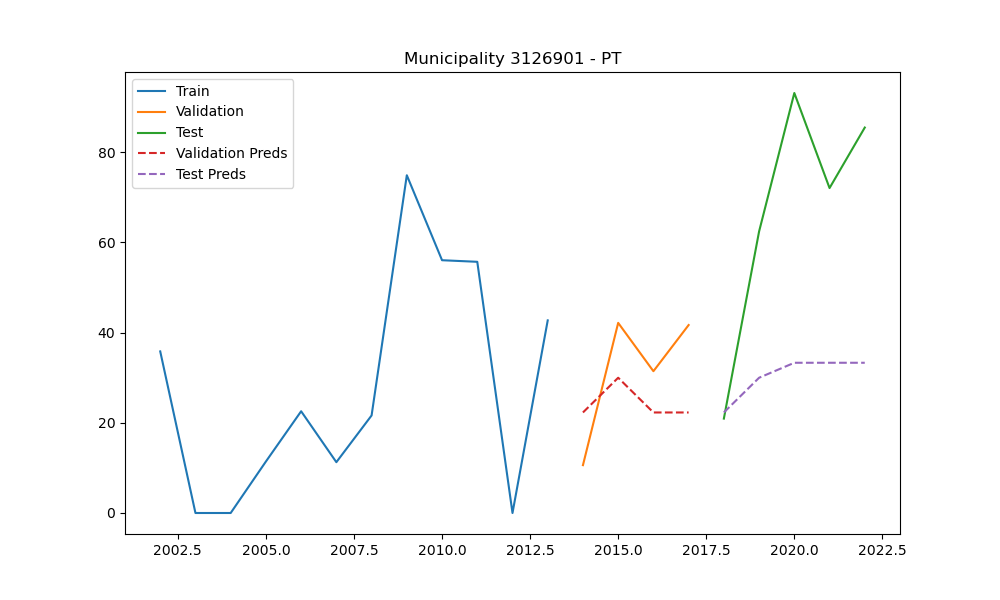 Municipality 3126901 - PT
Train
Validation
Test
Validation Preds
Test Preds
80
60
40
20
0
2002.5 2005.0 2007.5 2010.0 2012.5 2015.0 2017.5 2020.0 2022.5